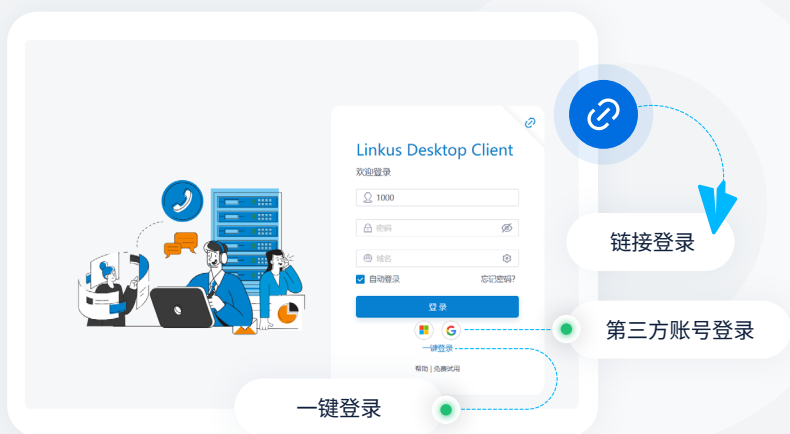 Linkus Desktop Client
欢迎登录
1000
密码
域名
自动登录 忘记密码?
登录
一键登录
帮助 | 免费试用
链接登录
第三方账号登录
一键登录